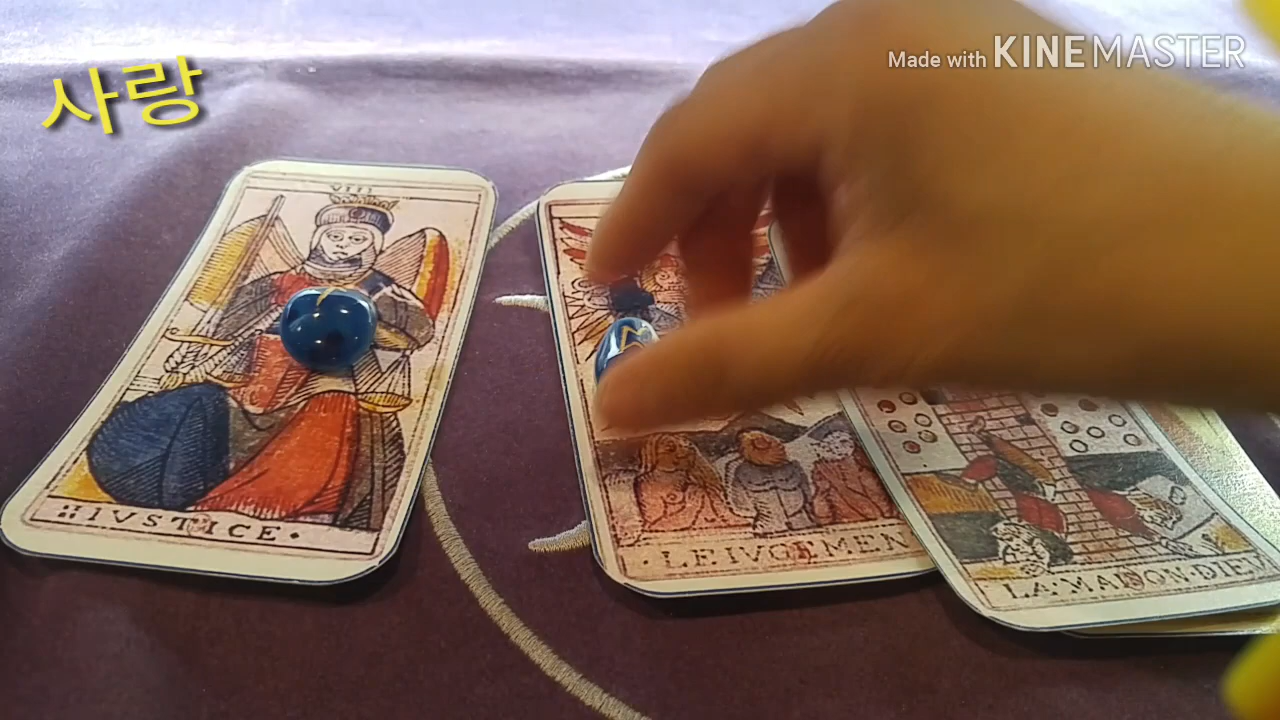 Made with KINEMASTER
사랑
VIII
IVSTICE·
·LE·IVGEMEN
LA·MAISON·DIEV